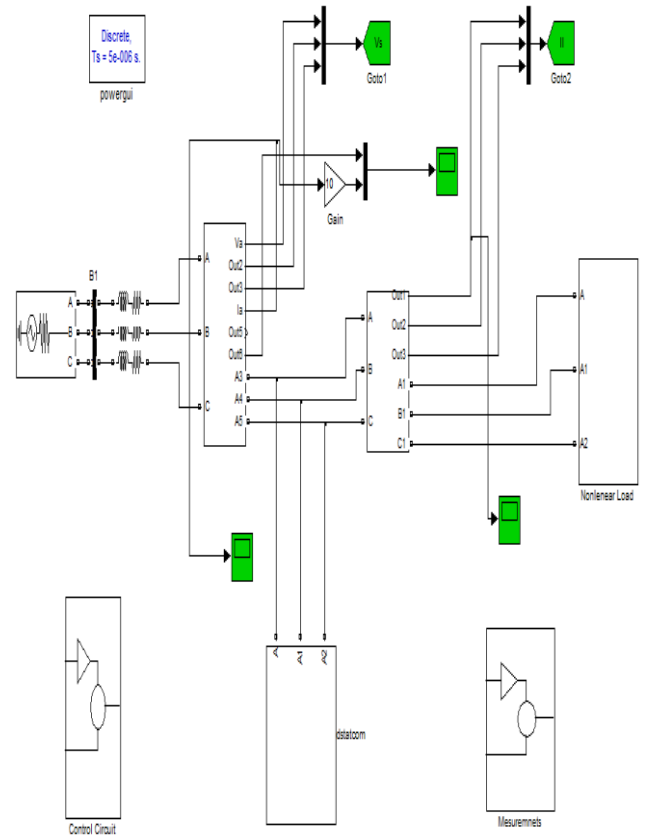 Discrete,
Ts = 5e-006 s.
powergui
Vs
Goto1
Il
Goto2
10
Gain
B1
A
B
C
A
B
C
Va
Out2
Out3
Ia
Out5
Out6
A3
A4
A5
A
B
C
Out1
Out2
Out3
A1
B1
C1
A
A1
A2
Nonlenear Load
A
A1
A2
dstatcom
Control Circuit
Mesuremnets